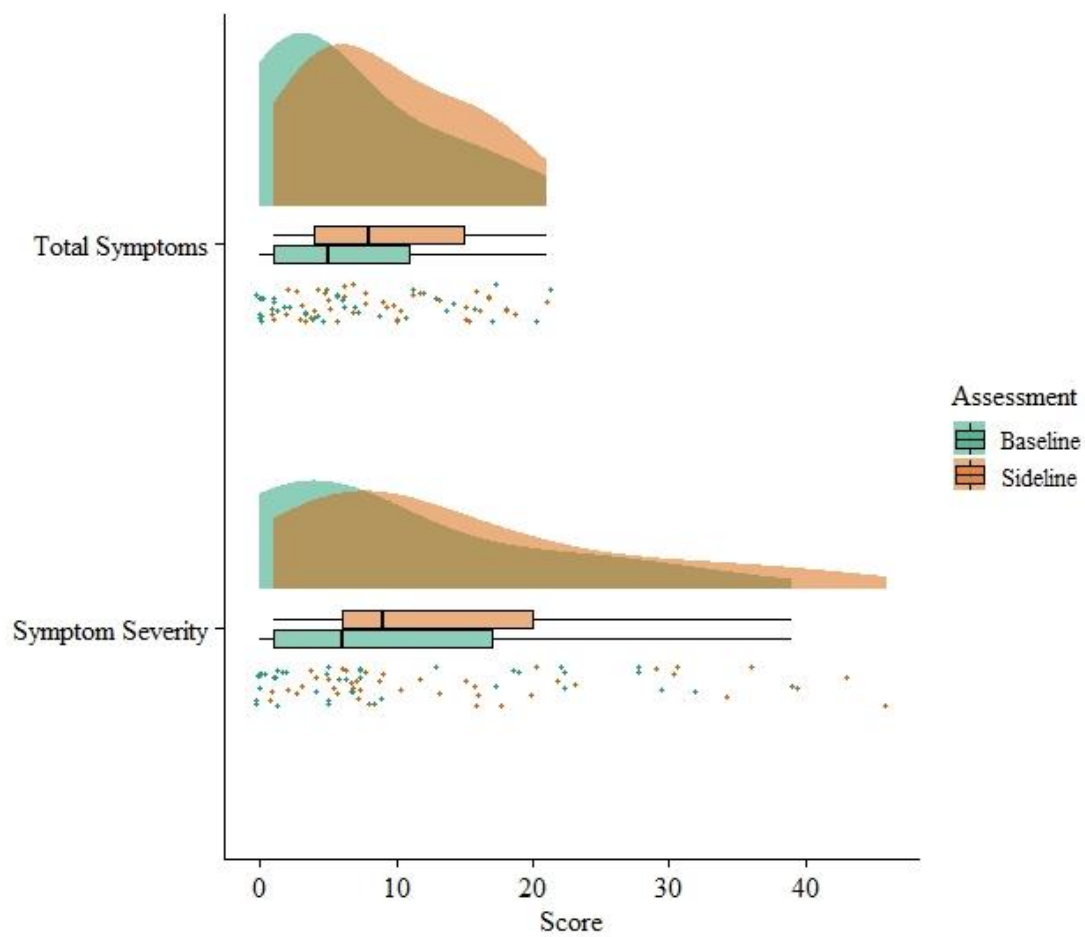 Total Symptoms
Symptom Severity
Assessment
Baseline
Sideline
0 10 20 30 40
Score